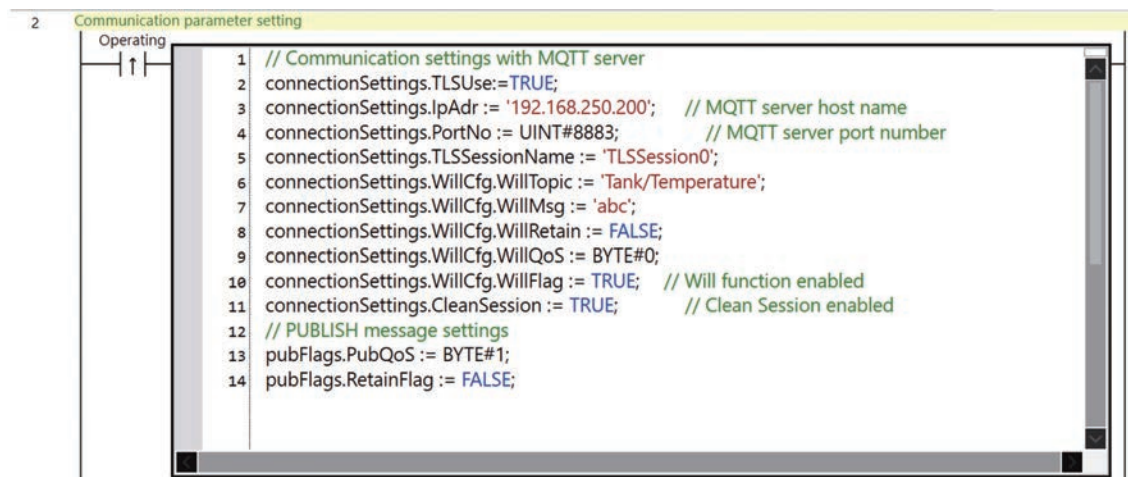 2 Communication parameter setting
Operating
1 // Communication settings with MQTT server
2 connectionSettings.TLSUse:=TRUE;
3 connectionSettings.IpAdr := '192.168.250.200'; // MQTT server host name
4 connectionSettings.PortNo := UINT#8883; // MQTT server port number
5 connectionSettings.TLSSessionName := 'TLSSession0';
6 connectionSettings.WillCfg.WillTopic := 'Tank/Temperature';
7 connectionSettings.WillCfg.WillMsg := 'abc';
8 connectionSettings.WillCfg.WillRetain := FALSE;
9 connectionSettings.WillCfg.WillQoS := BYTE#0;
10 connectionSettings.WillCfg.WillFlag := TRUE; // Will function enabled
11 connectionSettings.CleanSession := TRUE; // Clean Session enabled
12 // PUBLISH message settings
13 pubFlags.PubQoS := BYTE#1;
14 pubFlags.RetainFlag := FALSE;